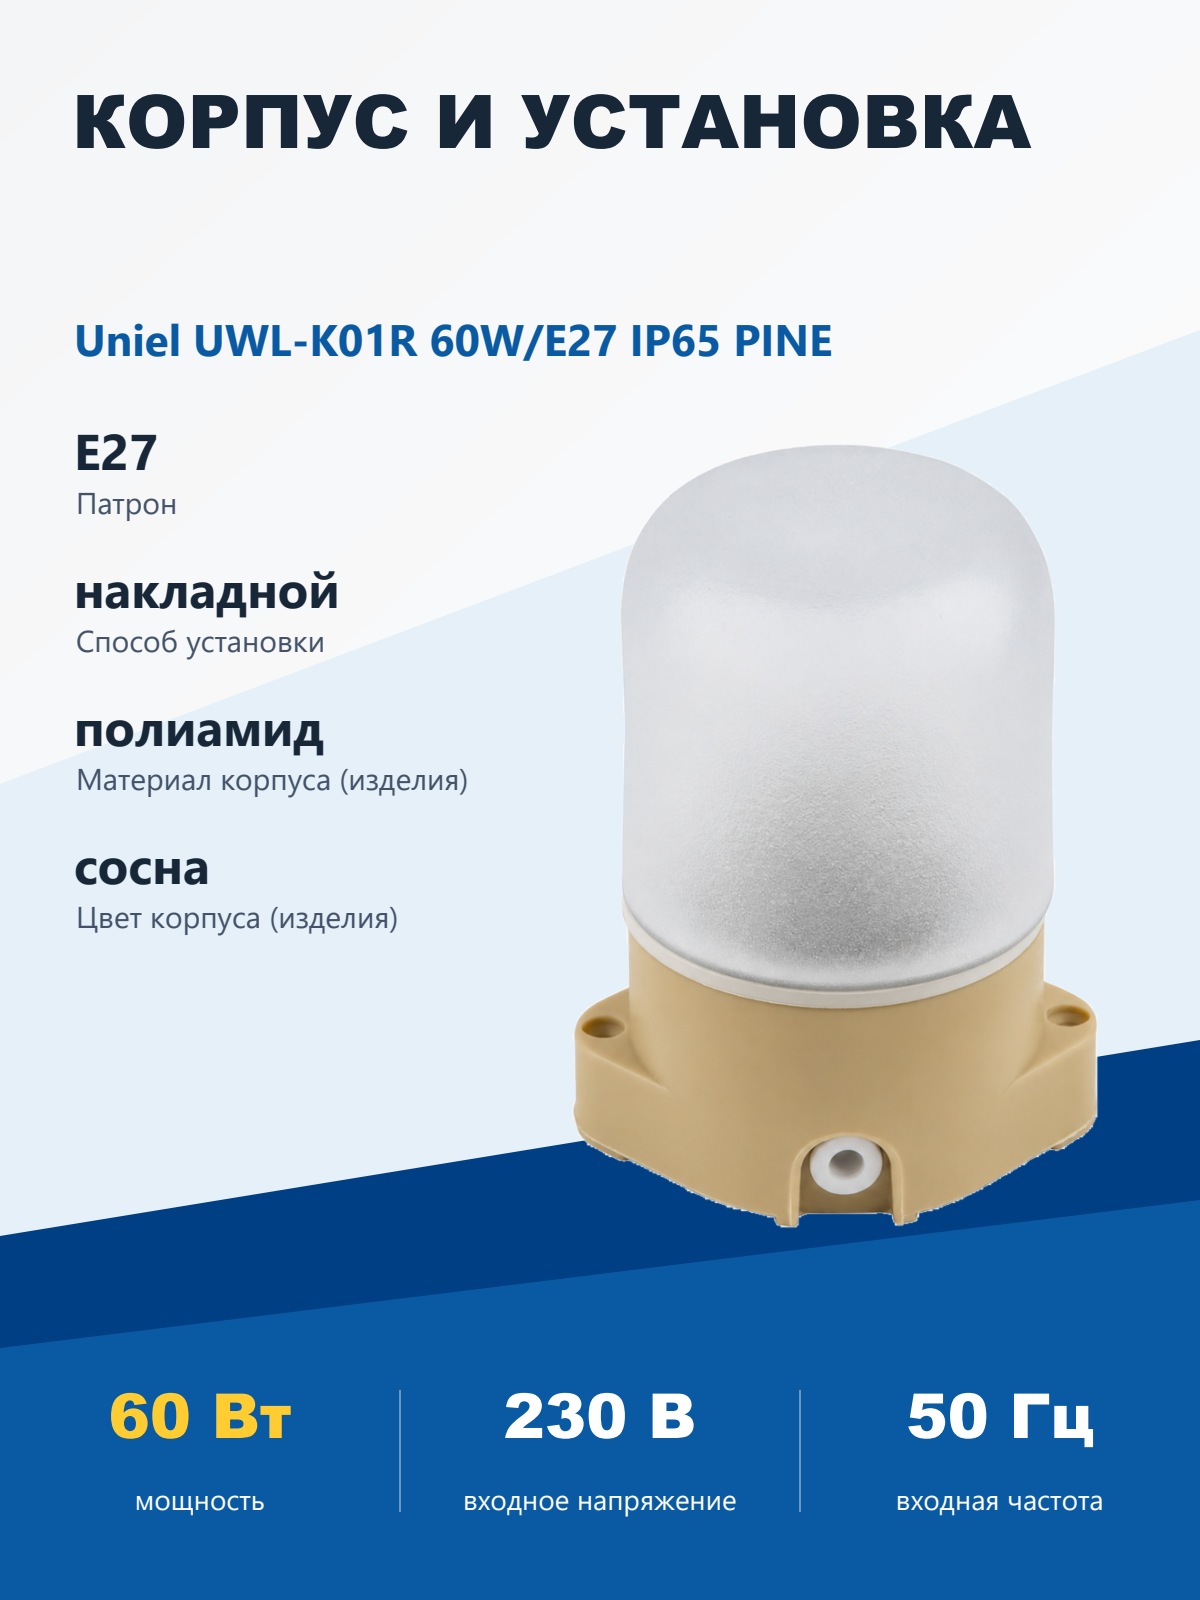 КОРПУС И УСТАНОВКА
Uniel UWL-K01R 60W/E27 IP65 PINE
E27
Патрон
накладной
Способ установки
полиамид
Материал корпуса (изделия)
сосна
Цвет корпуса (изделия)
60 Вт
мощность
230 В
входное напряжение
50 Гц
входная частота